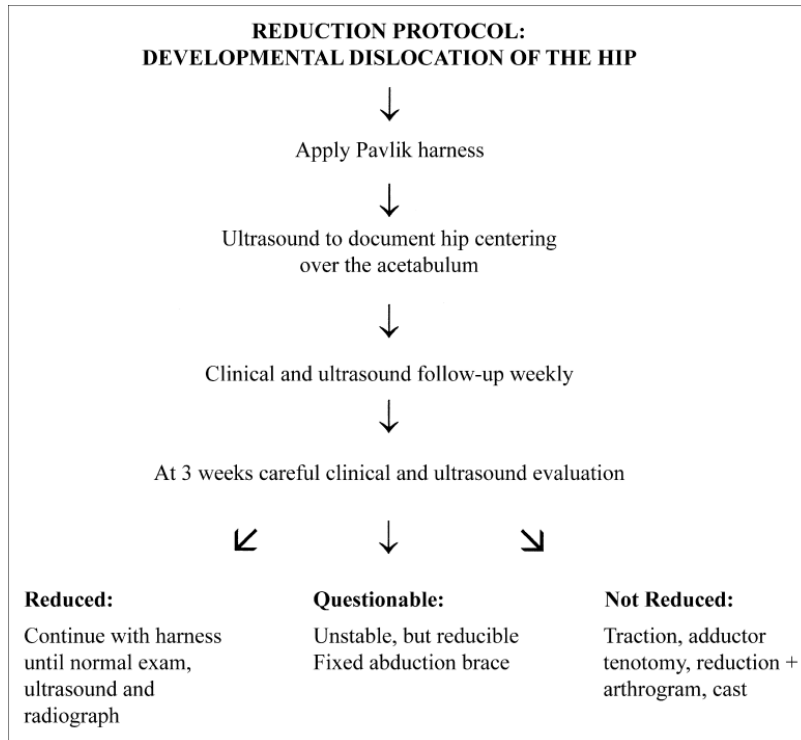 REDUCTION PROTOCOL:
DEVELOPMENTAL DISLOCATION OF THE HIP
Apply Pavlik harness
Ultrasound to document hip centering
over the acetabulum
Clinical and ultrasound follow-up weekly
At 3 weeks careful clinical and ultrasound evaluation
Reduced:
Continue with harness
until normal exam,
ultrasound and
radiograph
Questionable:
Unstable, but reducible
Fixed abduction brace
Not Reduced:
Traction, adductor
tenotomy, reduction +
arthrogram, cast